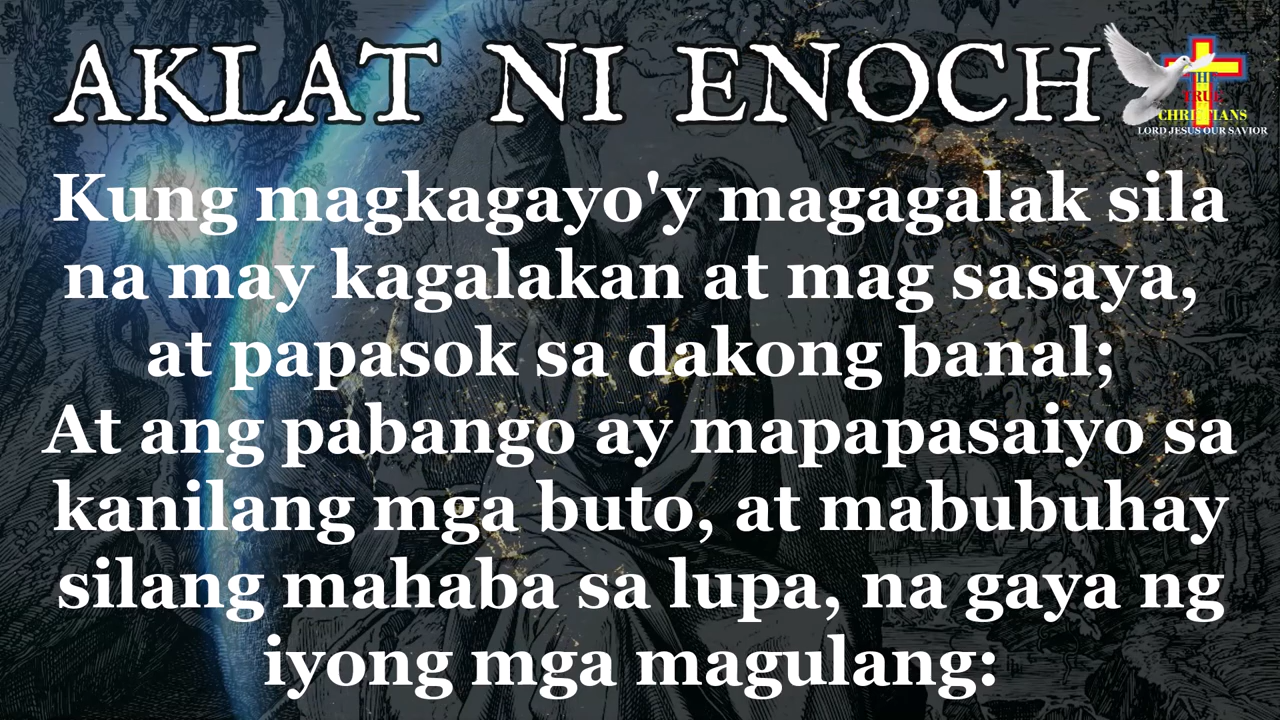 AKLAT NI ENOCH
TRUE
CHRISTIANS
LORD JESUS OUR SAVIOR
Kung magkagayo'y magagalak sila
na may kagalakan at mag sasaya,
at papasok sa dakong banal;
At ang pabango ay mapapasaiyo sa
kanilang mga buto, at mabubuhay
silang mahaba sa lupa, na gaya ng
iyong mga magulang: